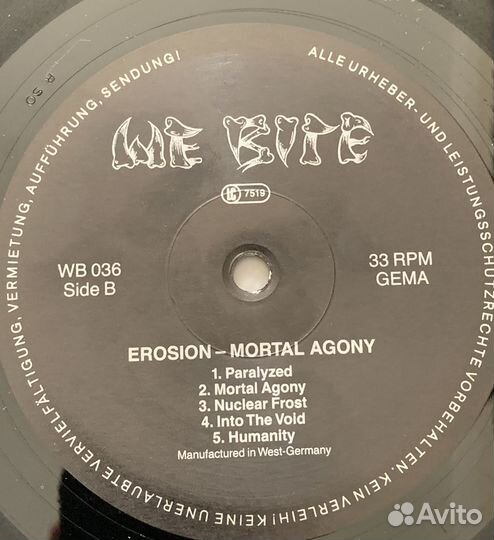 ALLE URHEBER- UND LEISTUNGSSCHUTZRECHTE VORBEHALTEN. KEIN VERLEIH! KEINE UNERLAUBTE VERVIELFÄLTIGUNG, VERMIETUNG, AUFFÜHRUNG, SENDUNG!
WE BITE
LC 7519
WB 036
Side B
33 RPM
GEMA
EROSION – MORTAL AGONY
1. Paralyzed
2. Mortal Agony
3. Nuclear Frost
4. Into The Void
5. Humanity
Manufactured in West-Germany
Avito